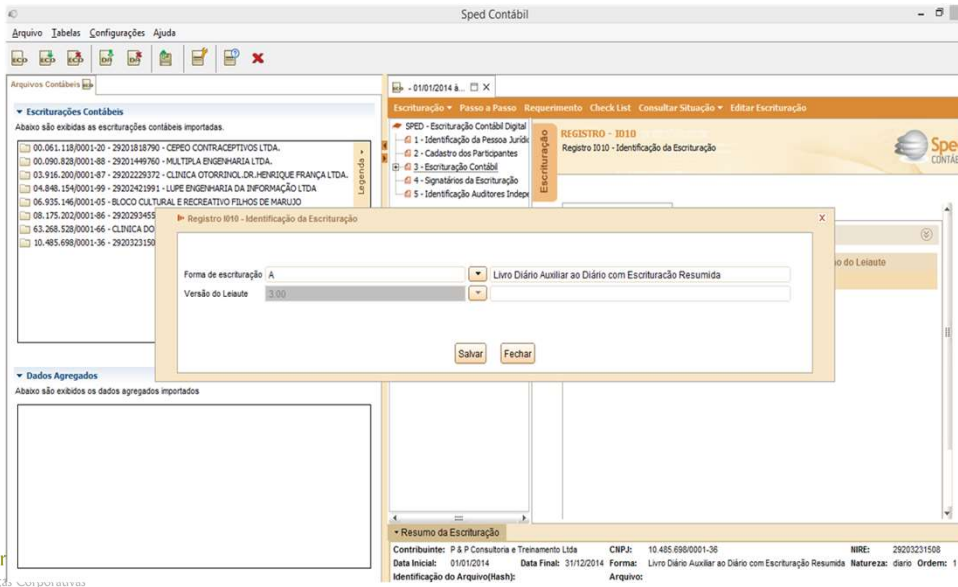 Sped Contábil
Arquivo Tabelas Configurações Ajuda
Arquivos Contábeis
Escriturações Contábeis
Abaixo são exibidas as escriturações contábeis importadas.
00.061.118/0001-20 - 29201818790 - CEPEO CONTRACEPTIVOS LTDA.
00.090.828/0001-88 - 29201449760 - MULTIPLA ENGENHARIA LTDA.
03.916.200/0001-87 - 29202229372 - CLINICA OTORRINOL.DR.HENRIQUE FRANÇA LTDA.
04.848.154/0001-99 - 29202421991 - LUPE ENGENHARIA DA INFORMAÇÃO LTDA
06.935.146/0001-05 - BLOCO CULTURAL E RECREATIVO FILHOS DE MARUJO
08.175.202/0001-86 - 2920293455
63.268.528/0001-66 - CLINICA DO
10.485.698/0001-36 - 2920323150
Legenda
Dados Agregados
Abaixo são exibidos os dados agregados importados
- 01/01/2014 à...
Escrituração Passo a Passo Requerimento Check List Consultar Situação Editar Escrituração
SPED - Escrituração Contábil Digital
1 - Identificação da Pessoa Jurídic
2 - Cadastro dos Participantes
3 - Escrituração Contábil
4 - Signatários da Escrituração
5 - Identificação Auditores Indepe
Escrituração
REGISTRO - I010
Registro I010 - Identificação da Escrituração
Spe
CONTÁB
ão do Leiaute
Registro I010 - Identificação da Escrituração
Forma de escrituração A Livro Diário Auxiliar ao Diário com Escrituração Resumida
Versão do Leiaute 3.00
Salvar Fechar
Resumo da Escrituração
Contribuinte: P & P Consultoria e Treinamento Ltda CNPJ: 10.485.698/0001-36 NIRE: 29203231508
Data Inicial: 01/01/2014 Data Final: 31/12/2014 Forma: Livro Diário Auxiliar ao Diário com Escrituração Resumida Natureza: diario Ordem: 1
Identificação do Arquivo(Hash): Arquivo: